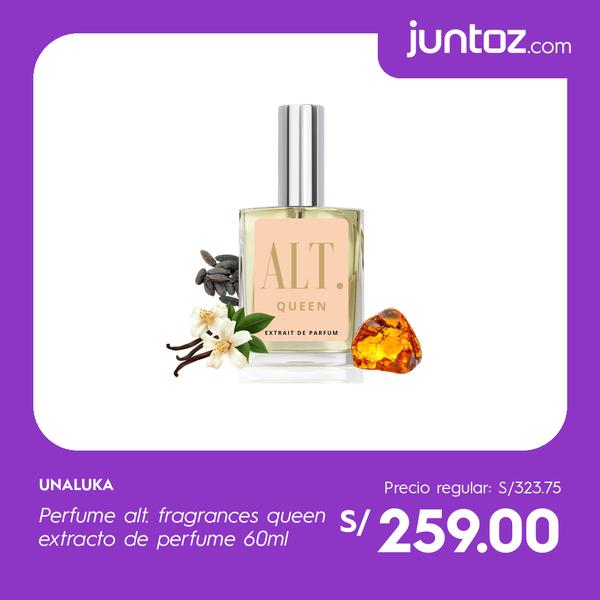 juntoz.com
ALT.
QUEEN
EXTRAIT DE PARFUM
UNALUKA
Perfume alt. fragrances queen
extracto de perfume 60ml
Precio regular: S/323.75
S/259.00